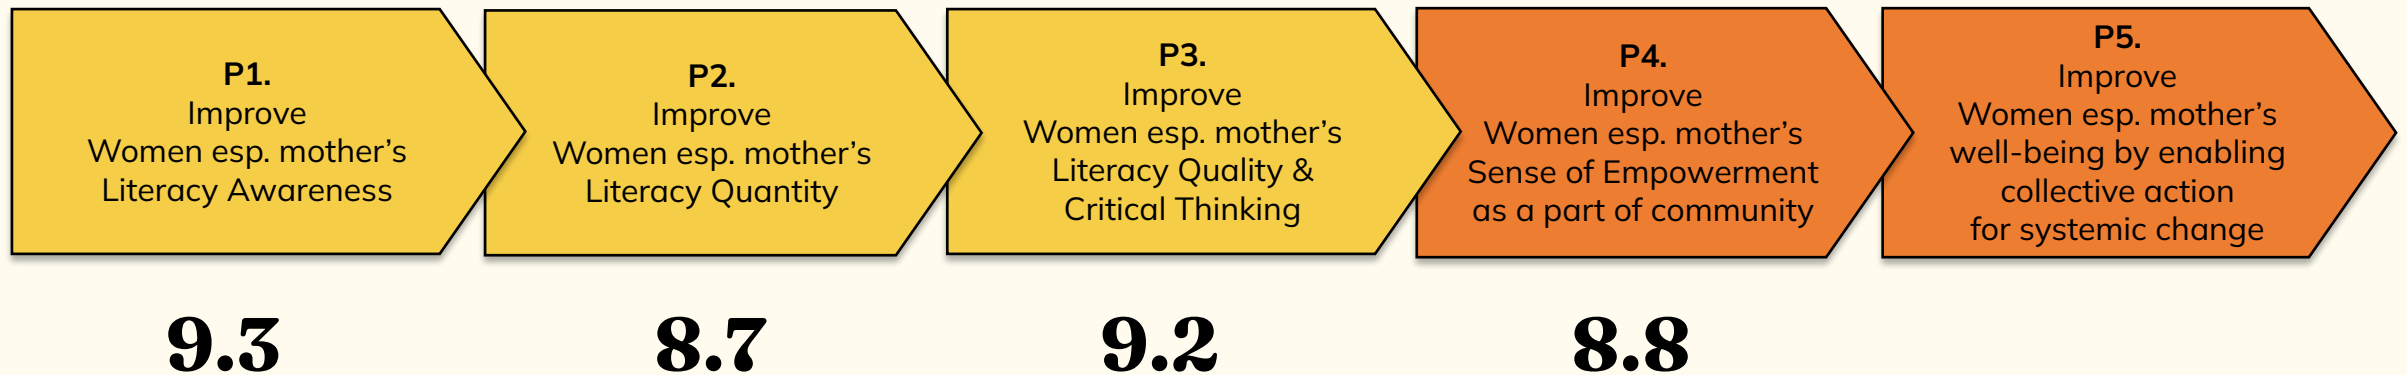 P1.
Improve
Women esp. mother’s
Literacy Awareness
P2.
Improve
Women esp. mother’s
Literacy Quantity
P3.
Improve
Women esp. mother’s
Literacy Quality &
Critical Thinking
P4.
Improve
Women esp. mother’s
Sense of Empowerment
as a part of community
P5.
Improve
Women esp. mother’s
well-being by enabling
collective action
for systemic change
9.3
8.7
9.2
8.8